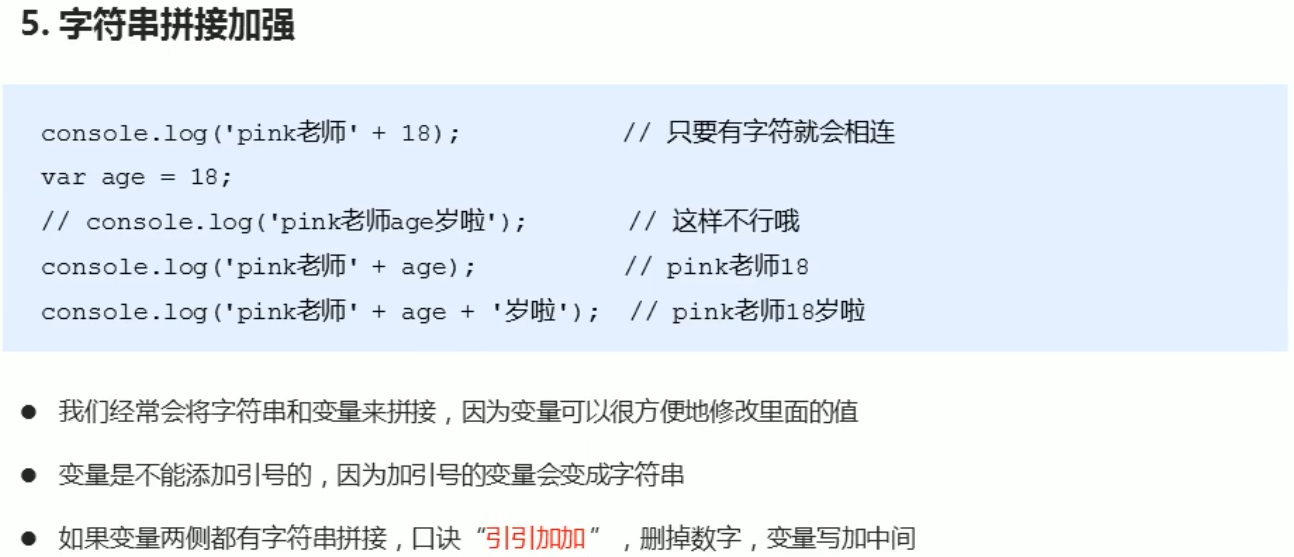 5. 字符串拼接加强
console.log('pink老师' + 18);           // 只要有字符就会相连
var age = 18;
// console.log('pink老师age岁啦');       // 这样不行哦
console.log('pink老师' + age);          // pink老师18
console.log('pink老师' + age + '岁啦');  // pink老师18岁啦
● 我们经常会将字符串和变量来拼接，因为变量可以很方便地修改里面的值
● 变量是不能添加引号的，因为加引号的变量会变成字符串
● 如果变量两侧都有字符串拼接，口诀“引引加加”，删掉数字，变量写加中间